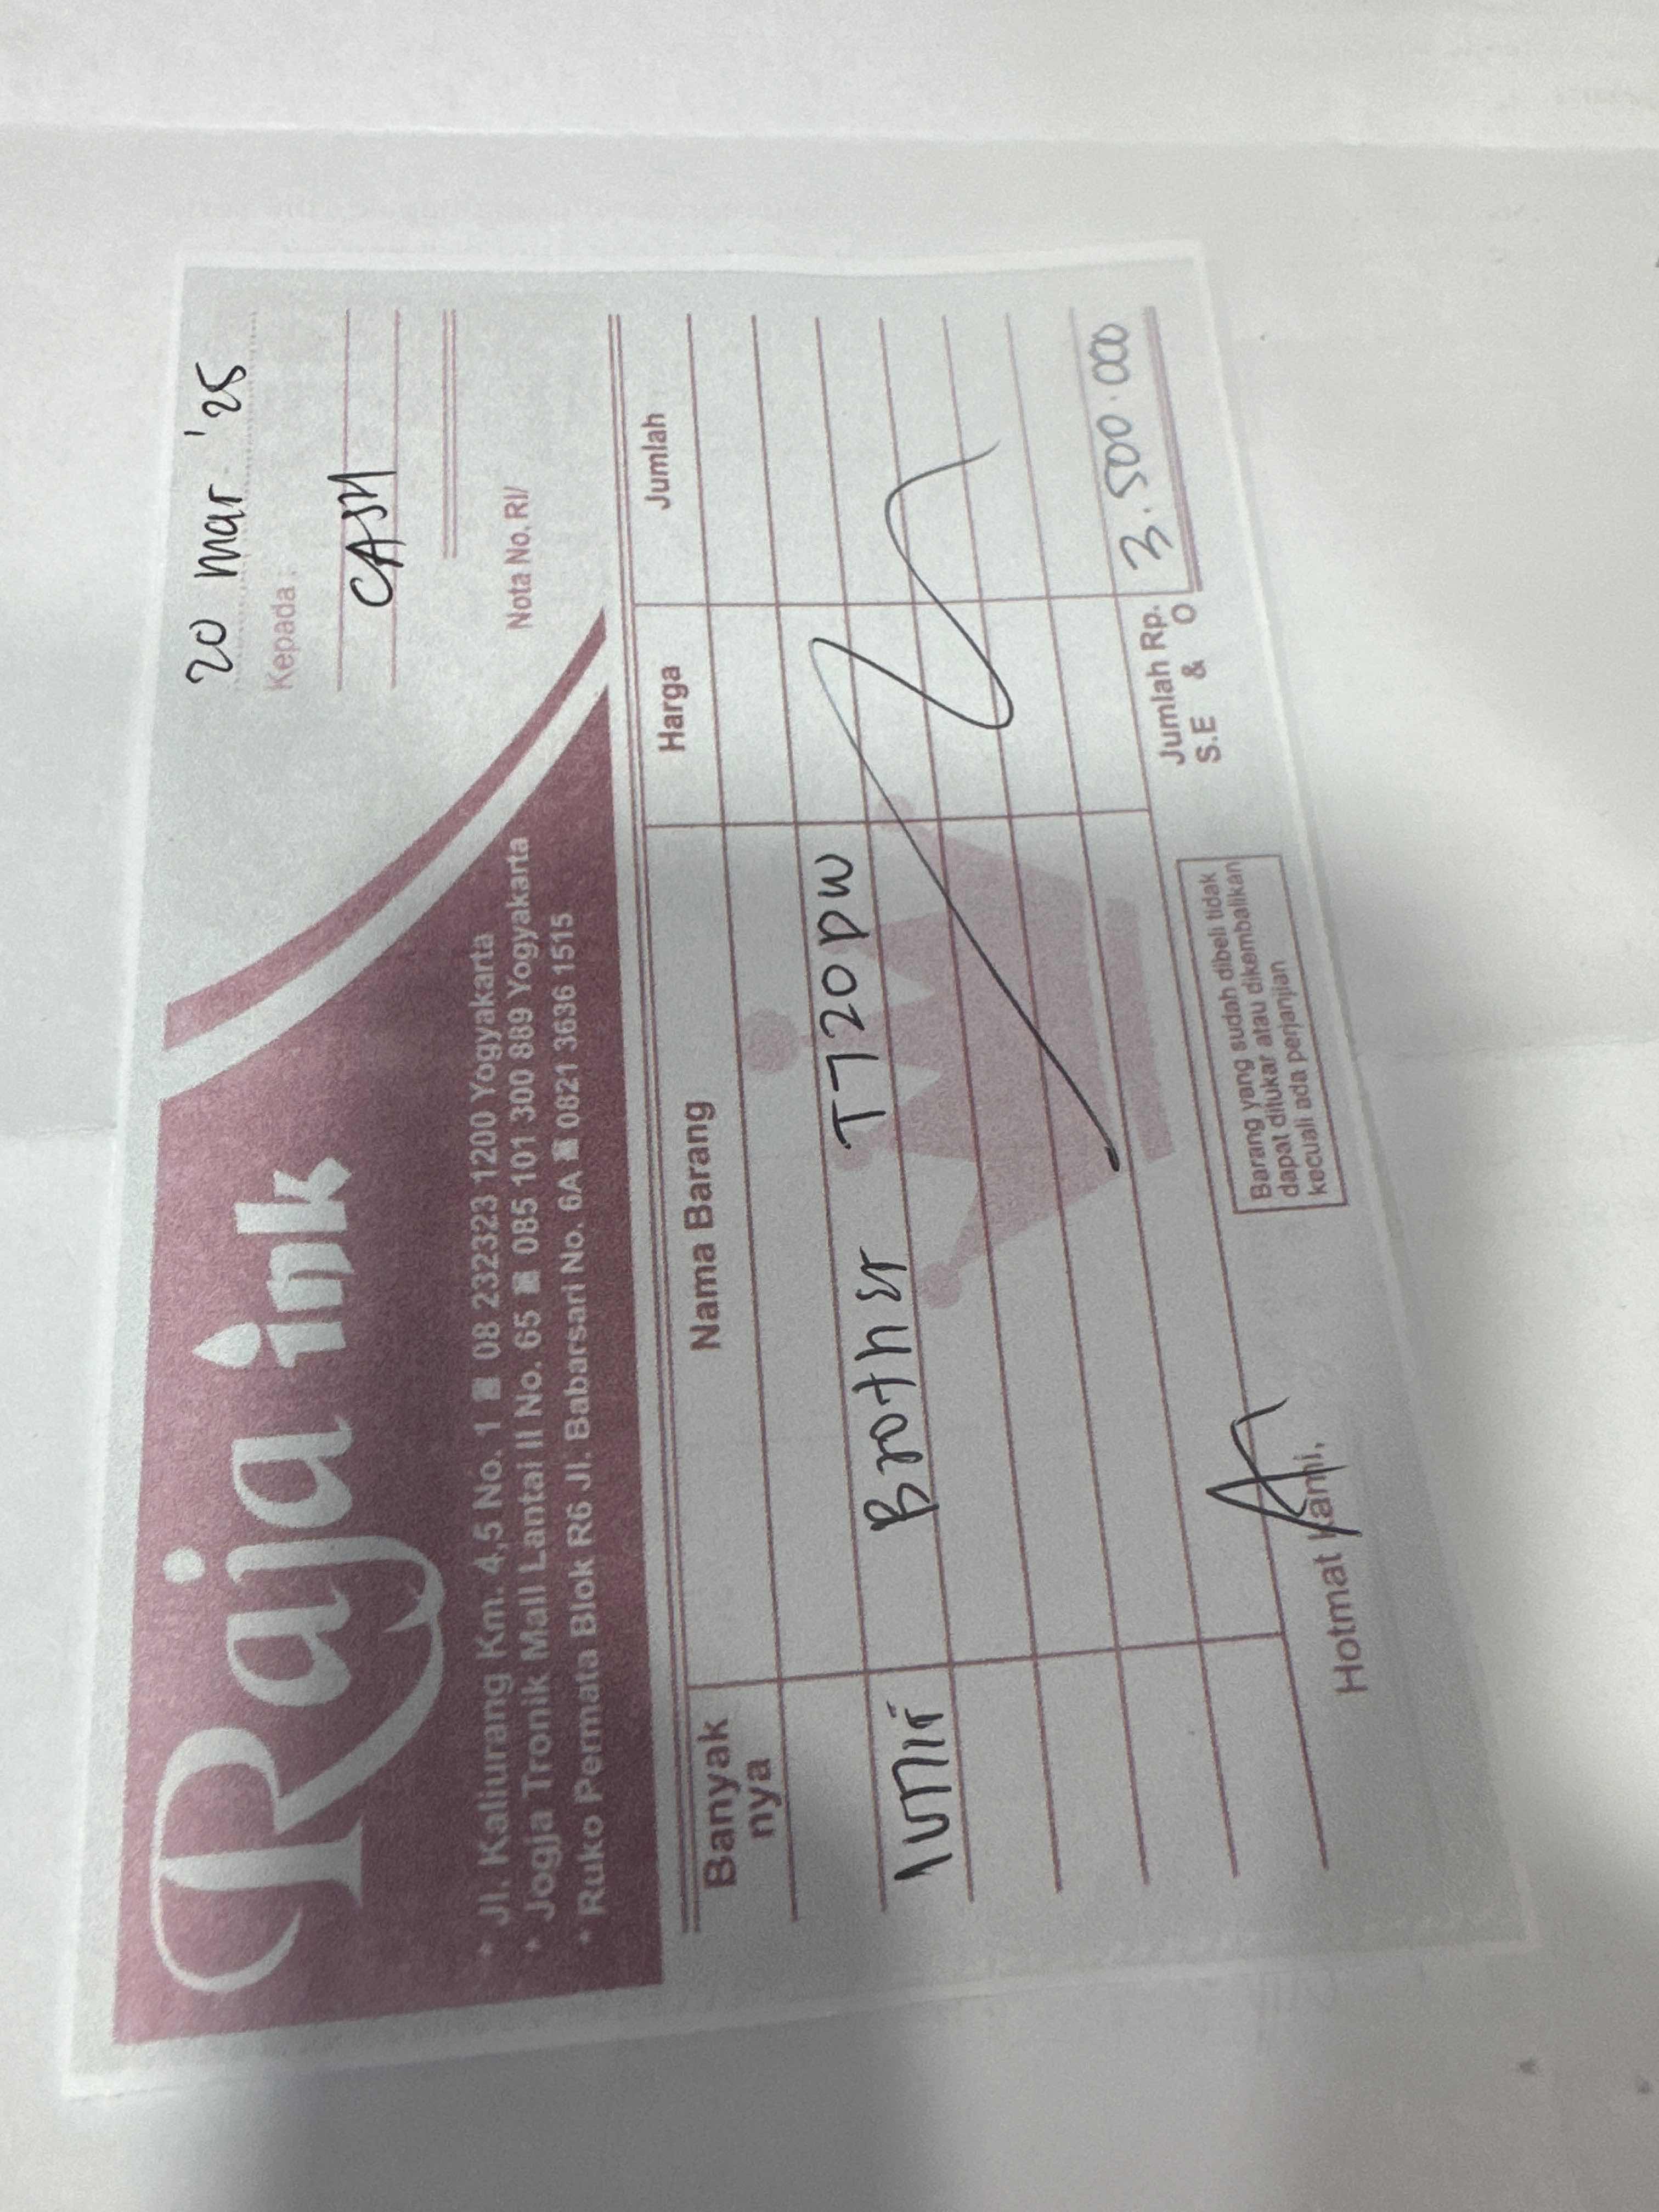 20 Mar '25
Kepada :
CASH
Nota No. RI/
Raja ink
* Jl. Kaliurang Km. 4,5 No. 1 08 232323 1200 Yogyakarta
* Jogja Tronik Mall Lantai II No. 65 085 101 300 889 Yogyakarta
* Ruko Permata Blok R6 Jl. Babarsari No. 6A 0821 3636 1515
Banyak nya Nama Barang Harga Jumlah
1 unit Brother T720DW
Jumlah Rp. 3.500.000
S.E & O
Barang yang sudah dibeli tidak
dapat ditukar atau dikembalikan
kecuali ada perjanjian
Hotmat kami,